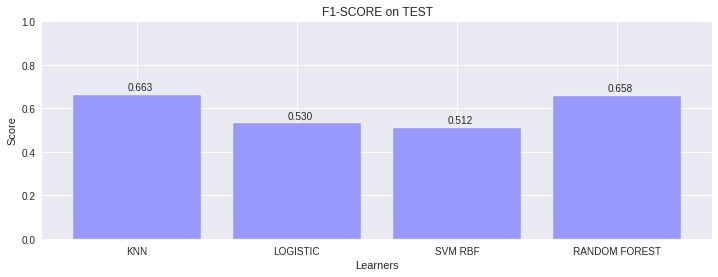 F1-SCORE on TEST
1.0
0.8
0.6
0.4
0.2
0.0
Score
0.663
0.530
0.512
0.658
KNN
LOGISTIC
SVM RBF
RANDOM FOREST
Learners